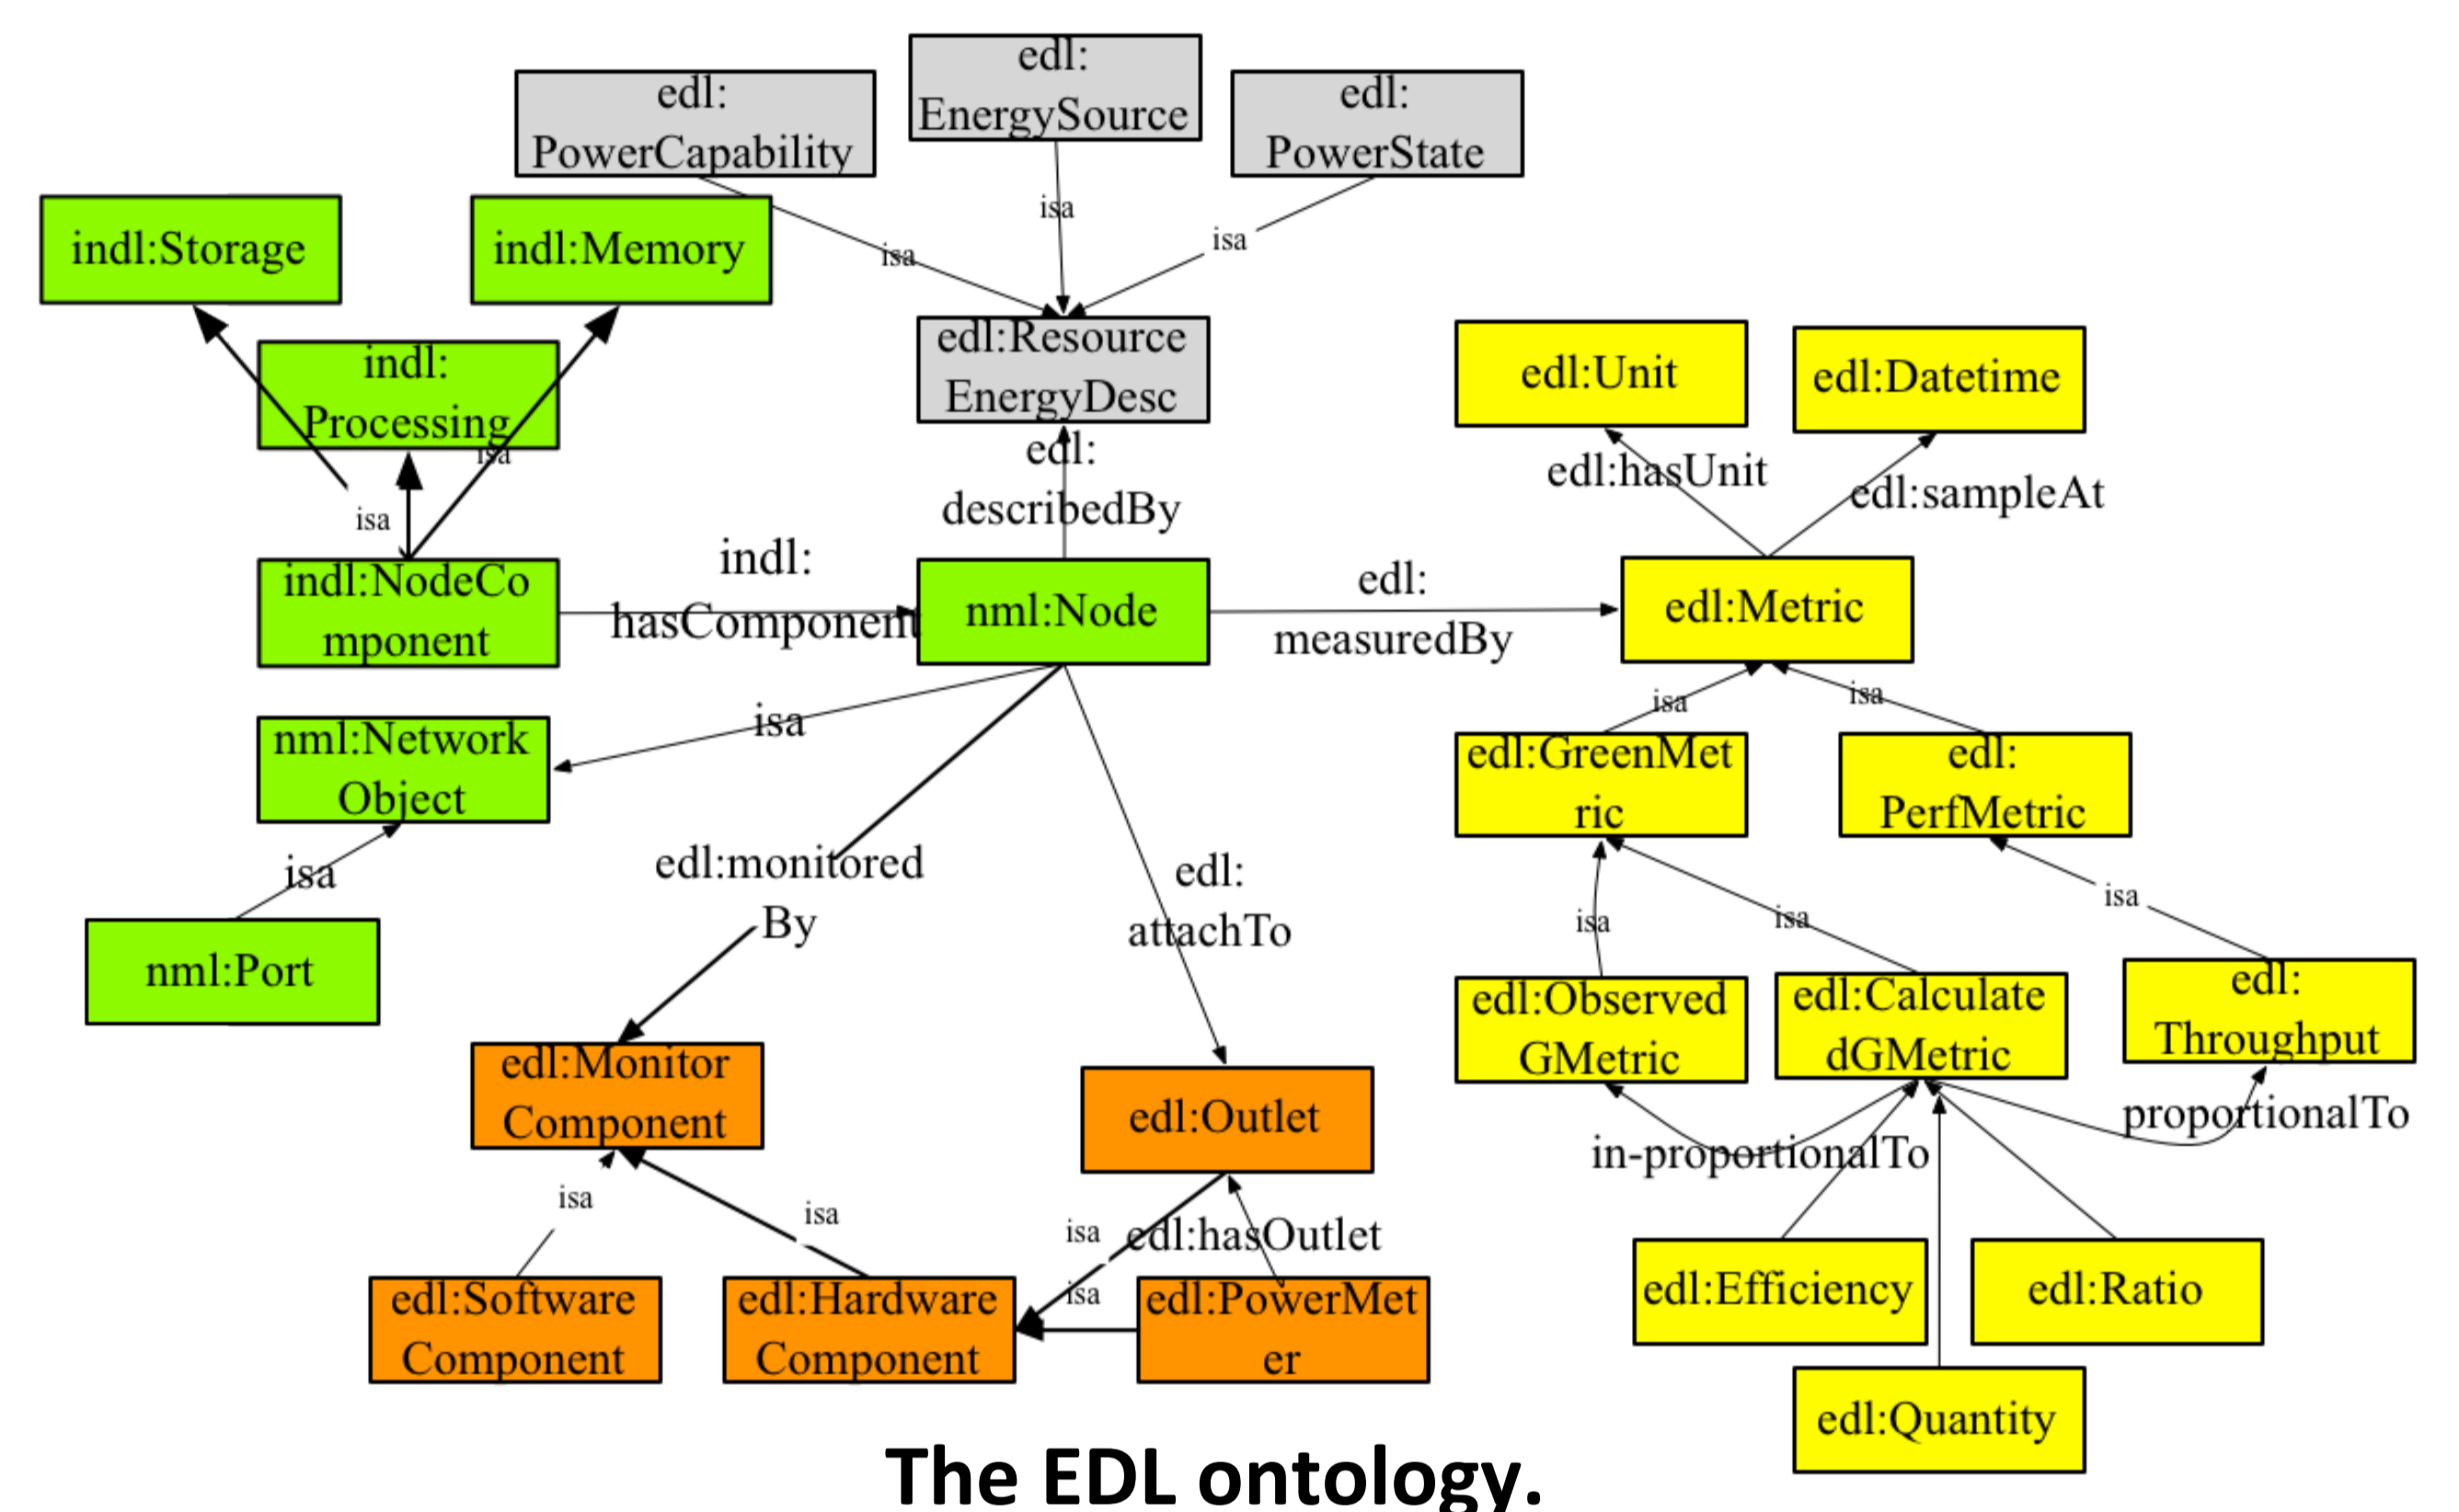 edl:
EnergySource
edl:
PowerCapability
edl:
PowerState
isa
isa
isa
indl:Storage
indl:Memory
indl:
Processing
isa
isa
edl:Resource
EnergyDesc
edl:
describedBy
edl:Unit
edl:Datetime
edl:hasUnit
edl:sampleAt
indl:NodeCo
mponent
indl:
hasComponent
nml:Node
edl:
measuredBy
edl:Metric
isa
isa
isa
nml:Network
Object
isa
nml:Port
edl:monitored
By
edl:
attachTo
edl:GreenMet
ric
edl:
PerfMetric
isa
isa
isa
edl:Observed
GMetric
edl:Calculate
dGMetric
edl:
Throughput
in-proportionalTo
proportionalTo
edl:Monitor
Component
edl:Outlet
isa
isa
isa
edl:hasOutlet
isa
edl:Software
Component
edl:Hardware
Component
edl:PowerMet
er
edl:Efficiency
edl:Ratio
edl:Quantity
The EDL ontology.